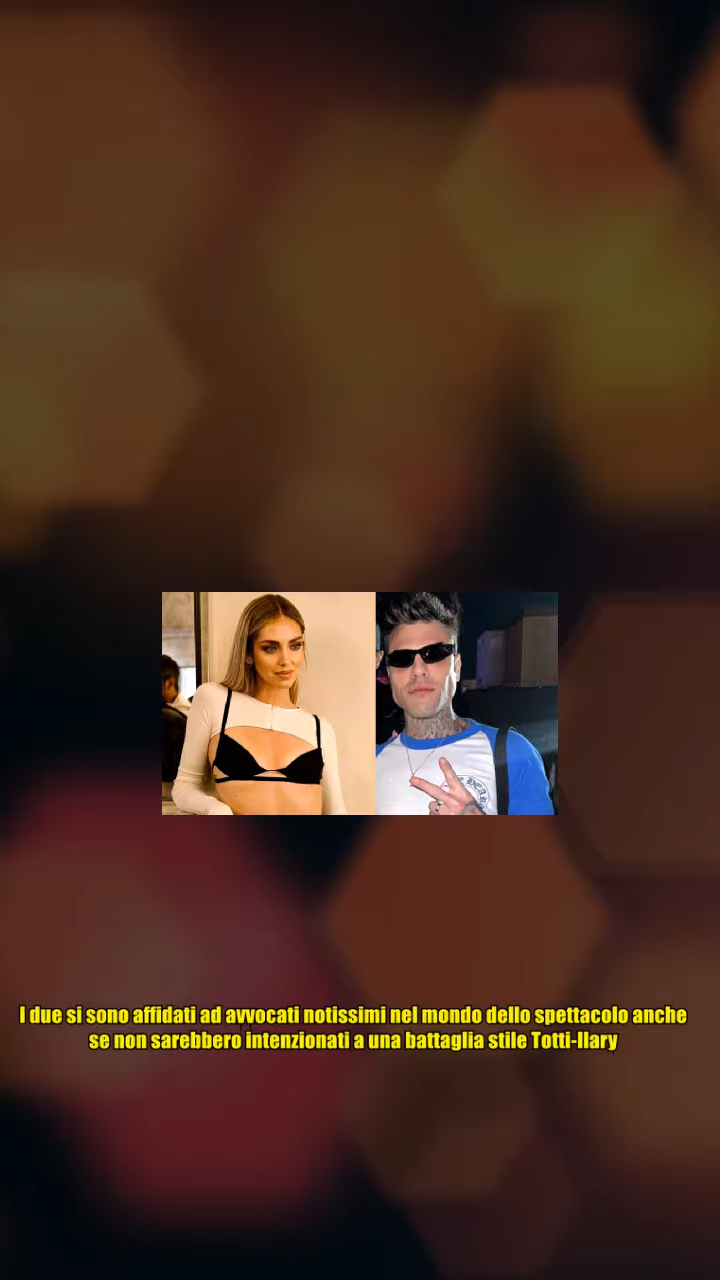 I due si sono affidati ad avvocati notissimi nel mondo dello spettacolo anche
se non sarebbero intenzionati a una battaglia stile Totti-Ilary